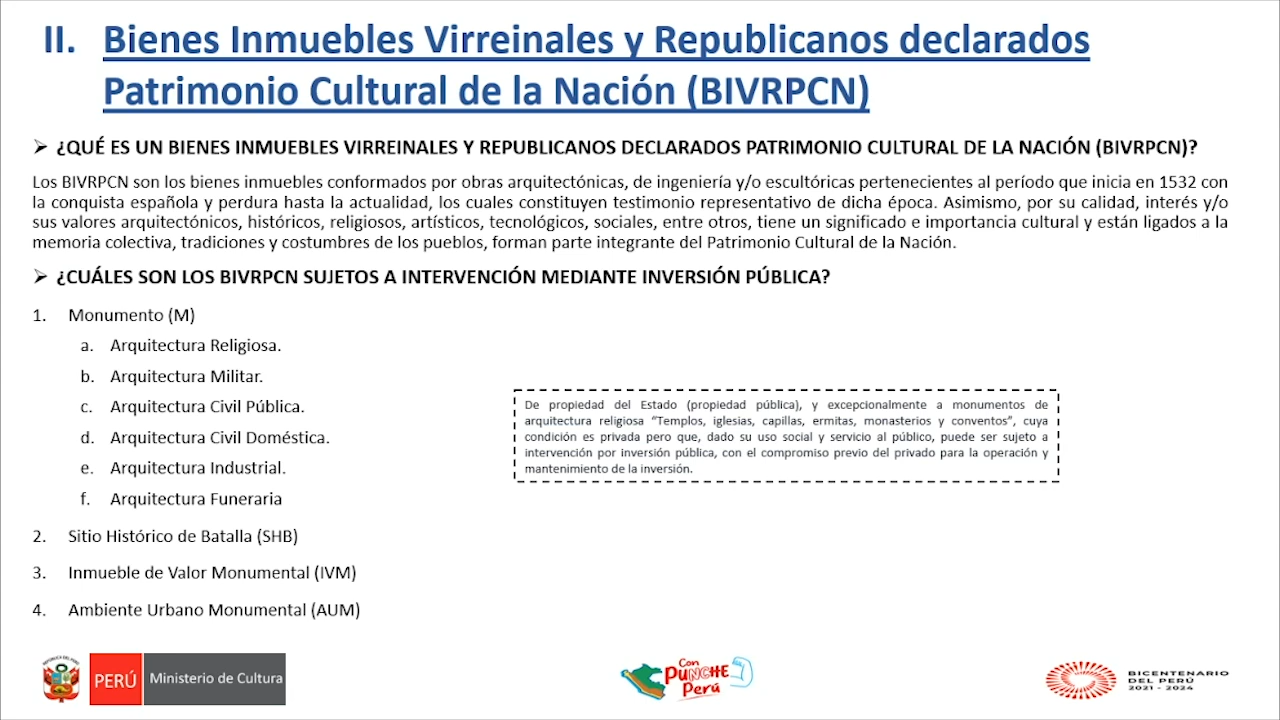 II. Bienes Inmuebles Virreinales y Republicanos declarados
Patrimonio Cultural de la Nación (BIVRPCN)
➢ ¿QUÉ ES UN BIENES INMUEBLES VIRREINALES Y REPUBLICANOS DECLARADOS PATRIMONIO CULTURAL DE LA NACIÓN (BIVRPCN)?
Los BIVRPCN son los bienes inmuebles conformados por obras arquitectónicas, de ingeniería y/o escultóricas pertenecientes al período que inicia en 1532 con
la conquista española y perdura hasta la actualidad, los cuales constituyen testimonio representativo de dicha época. Asimismo, por su calidad, interés y/o
sus valores arquitectónicos, históricos, religiosos, artísticos, tecnológicos, sociales, entre otros, tiene un significado e importancia cultural y están ligados a la
memoria colectiva, tradiciones y costumbres de los pueblos, forman parte integrante del Patrimonio Cultural de la Nación.
➢ ¿CUÁLES SON LOS BIVRPCN SUJETOS A INTERVENCIÓN MEDIANTE INVERSIÓN PÚBLICA?
1. Monumento (M)
a. Arquitectura Religiosa.
b. Arquitectura Militar.
c. Arquitectura Civil Pública.
d. Arquitectura Civil Doméstica.
e. Arquitectura Industrial.
f. Arquitectura Funeraria
De propiedad del Estado (propiedad pública), y excepcionalmente a monumentos de
arquitectura religiosa “Templos, iglesias, capillas, ermitas, monasterios y conventos”, cuya
condición es privada pero que, dado su uso social y servicio al público, puede ser sujeto a
intervención por inversión pública, con el compromiso previo del privado para la operación y
mantenimiento de la inversión.
2. Sitio Histórico de Batalla (SHB)
3. Inmueble de Valor Monumental (IVM)
4. Ambiente Urbano Monumental (AUM)
PERÚ Ministerio de Cultura
Con
PUNCHE
Perú
BICENTENARIO
DEL PERÚ
2021 - 2024